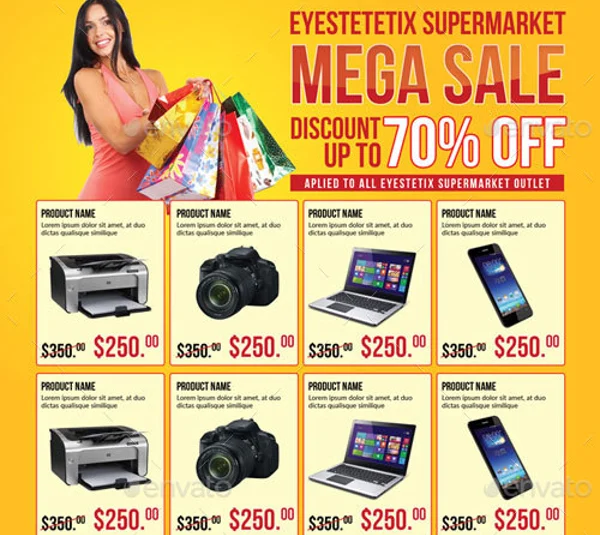 EYESTETETIX SUPERMARKET
MEGA SALE
DISCOUNT
UP TO 70% OFF
APLIED TO ALL EYESTETIX SUPERMARKET OUTLET
PRODUCT NAME
Lorem ipsum dolor sit amet, at duo
dictas qualisque similique
$350.00 $250.00
PRODUCT NAME
Lorem ipsum dolor sit amet, at duo
dictas qualisque similique
$350.00 $250.00
PRODUCT NAME
Lorem ipsum dolor sit amet, at duo
dictas qualisque similique
$350.00 $250.00
PRODUCT NAME
Lorem ipsum dolor sit amet, at duo
dictas qualisque similique
$350.00 $250.00
PRODUCT NAME
Lorem ipsum dolor sit amet, at duo
dictas qualisque similique
$350.00 $250.00
PRODUCT NAME
Lorem ipsum dolor sit amet, at duo
dictas qualisque similique
$350.00 $250.00
PRODUCT NAME
Lorem ipsum dolor sit amet, at duo
dictas qualisque similique
$350.00 $250.00
PRODUCT NAME
Lorem ipsum dolor sit amet, at duo
dictas qualisque similique
$350.00 $250.00
envato
envato
envato
envato